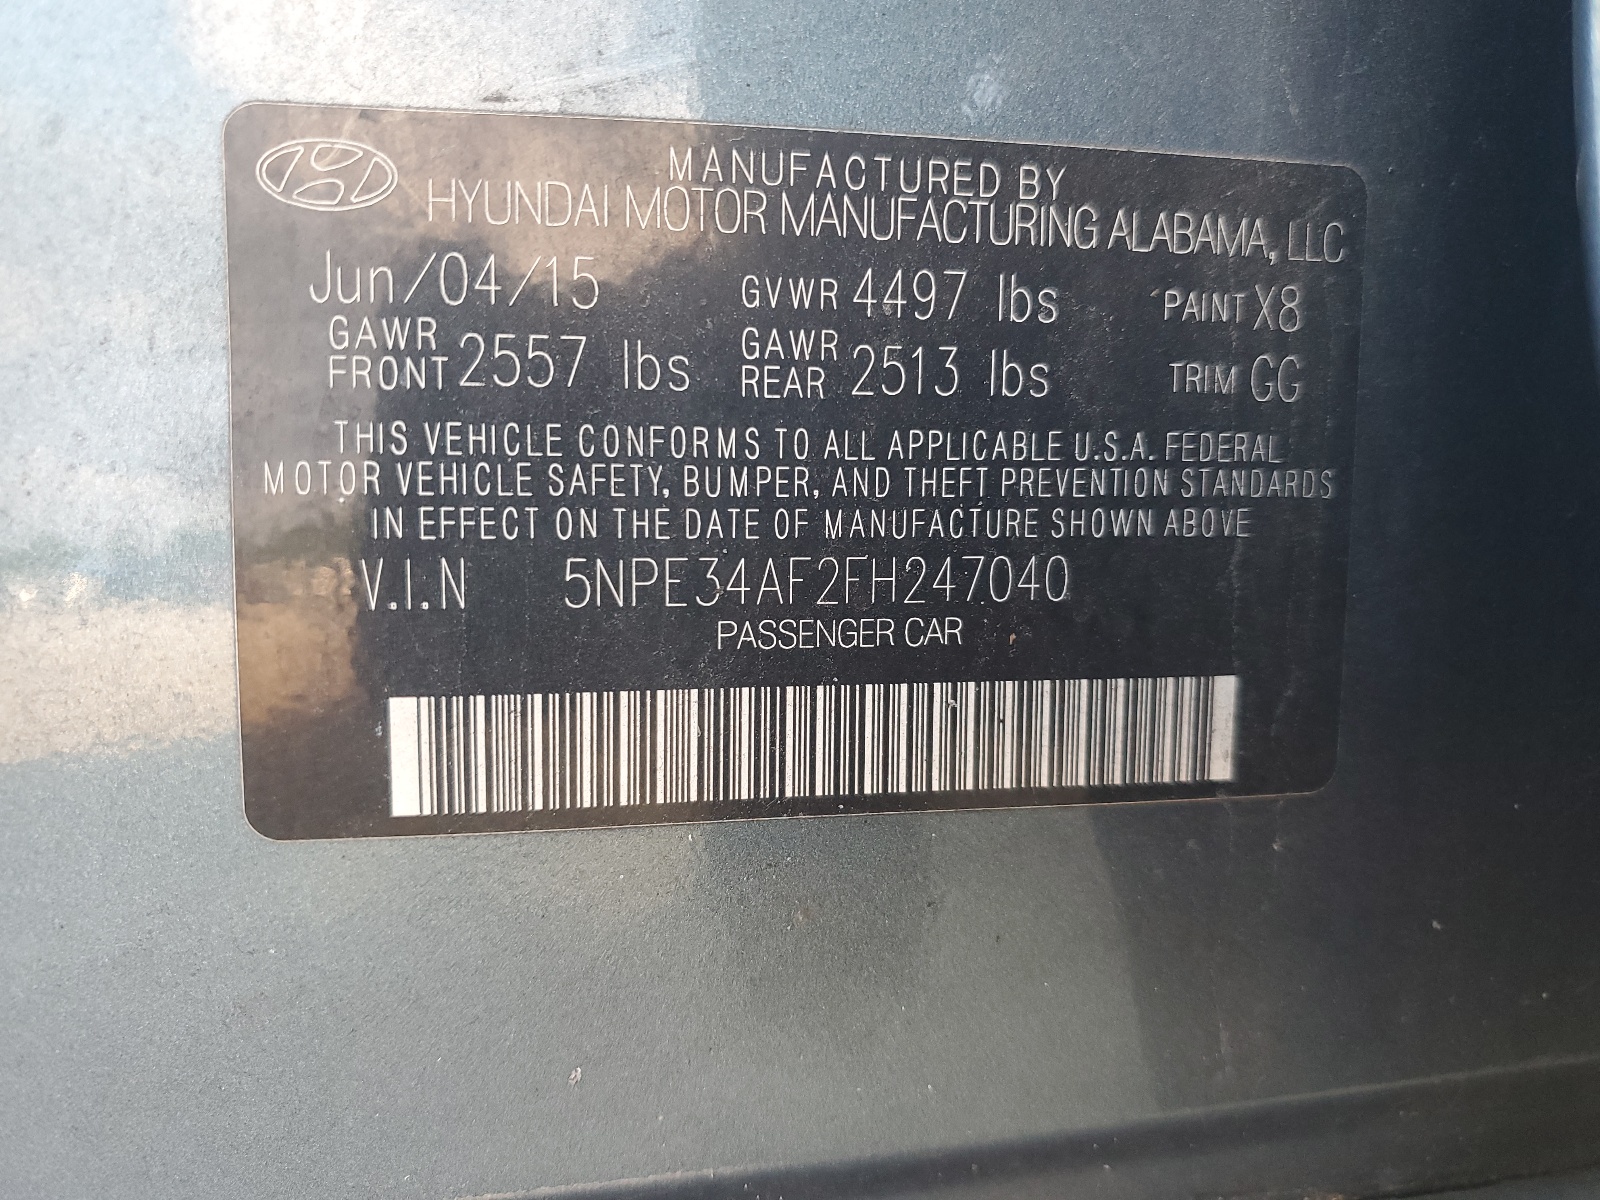 MANUFACTURED BY
HYUNDAI MOTOR MANUFACTURING ALABAMA, LLC
Jun/04/15 GVWR 4497 lbs PAINT X8
GAWR FRONT 2557 lbs GAWR REAR 2513 lbs TRIM GG
THIS VEHICLE CONFORMS TO ALL APPLICABLE U.S.A. FEDERAL
MOTOR VEHICLE SAFETY, BUMPER, AND THEFT PREVENTION STANDARDS
IN EFFECT ON THE DATE OF MANUFACTURE SHOWN ABOVE
V.I.N 5NPE34AF2FH247040
PASSENGER CAR